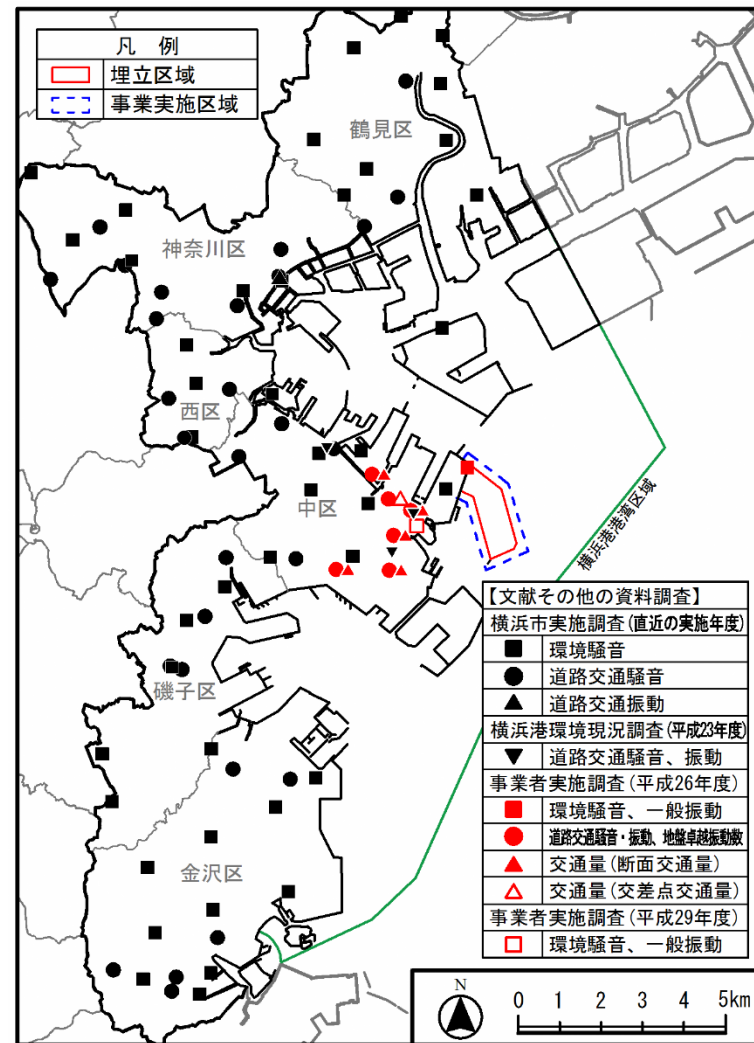 凡 例
埋立区域
事業実施区域
鶴見区
神奈川区
西区
中区
横浜港港湾区域
磯子区
金沢区
【文献その他の資料調査】
横浜市実施調査(直近の実施年度)
環境騒音
道路交通騒音
道路交通振動
横浜港環境現況調査(平成23年度)
道路交通騒音、振動
事業者実施調査(平成26年度)
環境騒音、一般振動
道路交通騒音・振動、地盤卓越振動数
交通量(断面交通量)
交通量(交差点交通量)
事業者実施調査(平成29年度)
環境騒音、一般振動
N
0 1 2 3 4 5km